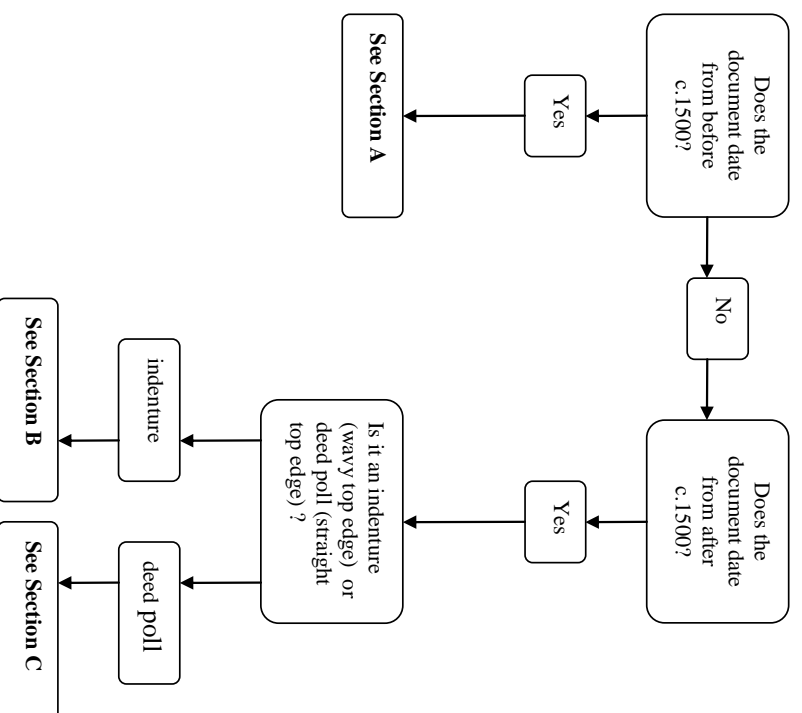 Does the
document date
from before
c.1500?
Yes
See Section A
No
Does the
document date
from after
c.1500?
Yes
Is it an indenture
(wavy top edge) or
deed poll (straight
top edge) ?
indenture
See Section B
deed poll
See Section C